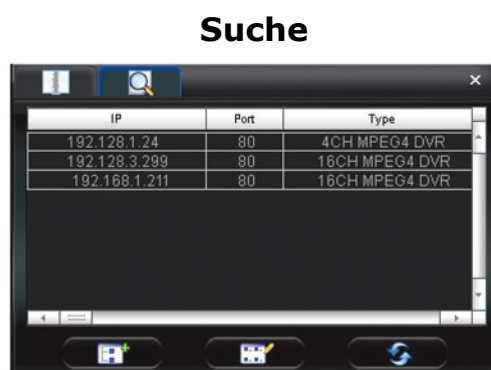 Suche
IP Port Type
192.128.1.24 80 4CH MPEG4 DVR
192.128.3.299 80 16CH MPEG4 DVR
192.168.1.211 80 16CH MPEG4 DVR